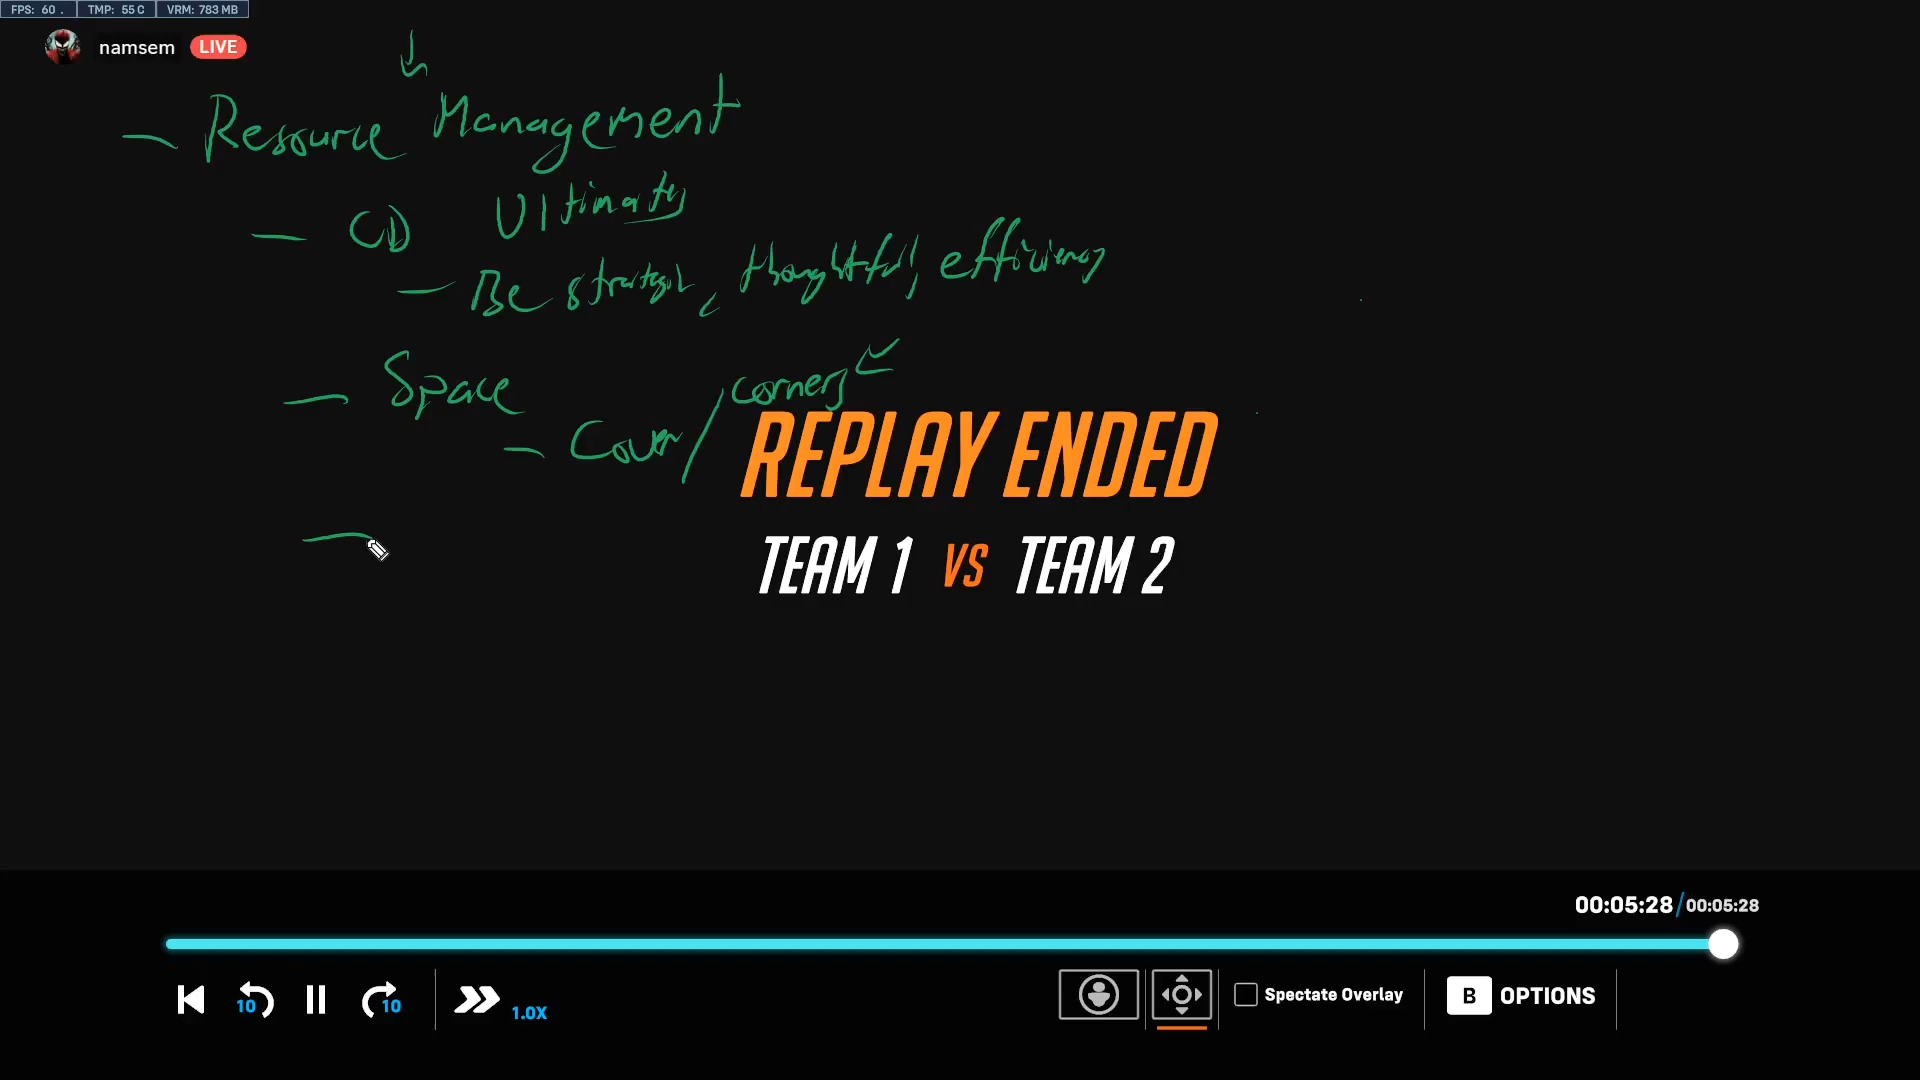 FPS: 60 . TMP: 55 C VRM: 783 MB
namsem LIVE
- Resource Management
- CD Ultimates
- Be strategic, thoughtful, efficiency
- Space
- Cover/corners
REPLAY ENDED
TEAM 1 VS TEAM 2
00:05:28/00:05:28
10 10 1.0X Spectate Overlay B OPTIONS